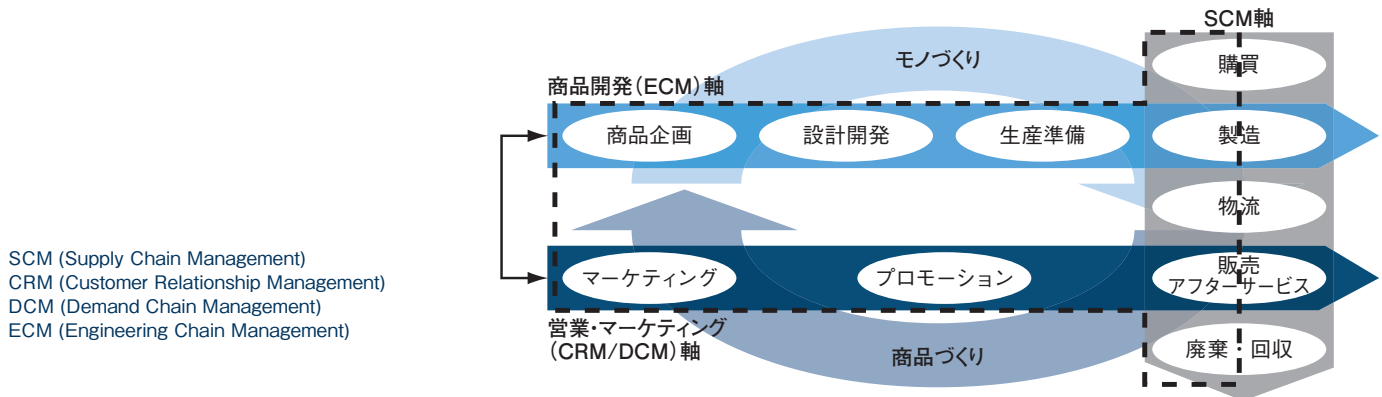 SCM軸
モノづくり
購買
商品開発(ECM)軸
商品企画
設計開発
生産準備
製造
物流
SCM (Supply Chain Management)
CRM (Customer Relationship Management)
DCM (Demand Chain Management)
ECM (Engineering Chain Management)
マーケティング
プロモーション
販売
アフターサービス
営業・マーケティング
(CRM/DCM)軸
商品づくり
廃棄・回収